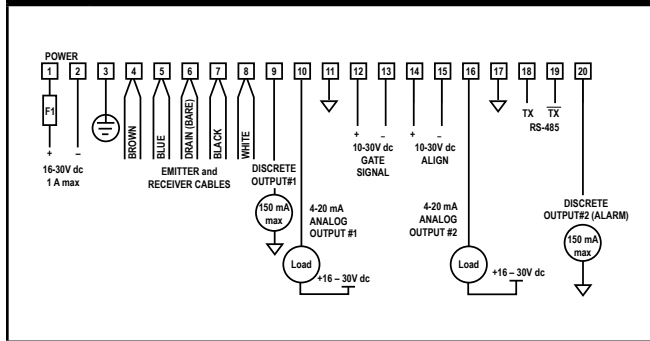 POWER
1 2 3 4 5 6 7 8 9 10 11 12 13 14 15 16 17 18 19 20
F1
+ –
16-30V dc
1 A max
BROWN
BLUE
DRAIN (BARE)
BLACK
WHITE
EMITTER and
RECEIVER CABLES
DISCRETE
OUTPUT#1
150 mA
max
4-20 mA
ANALOG
OUTPUT #1
Load
+16 – 30V dc
+ –
10-30V dc
GATE
SIGNAL
+ –
10-30V dc
ALIGN
4-20 mA
ANALOG
OUTPUT #2
Load
+16 – 30V dc
TX T̅X̅
RS-485
DISCRETE
OUTPUT#2 (ALARM)
150 mA
max